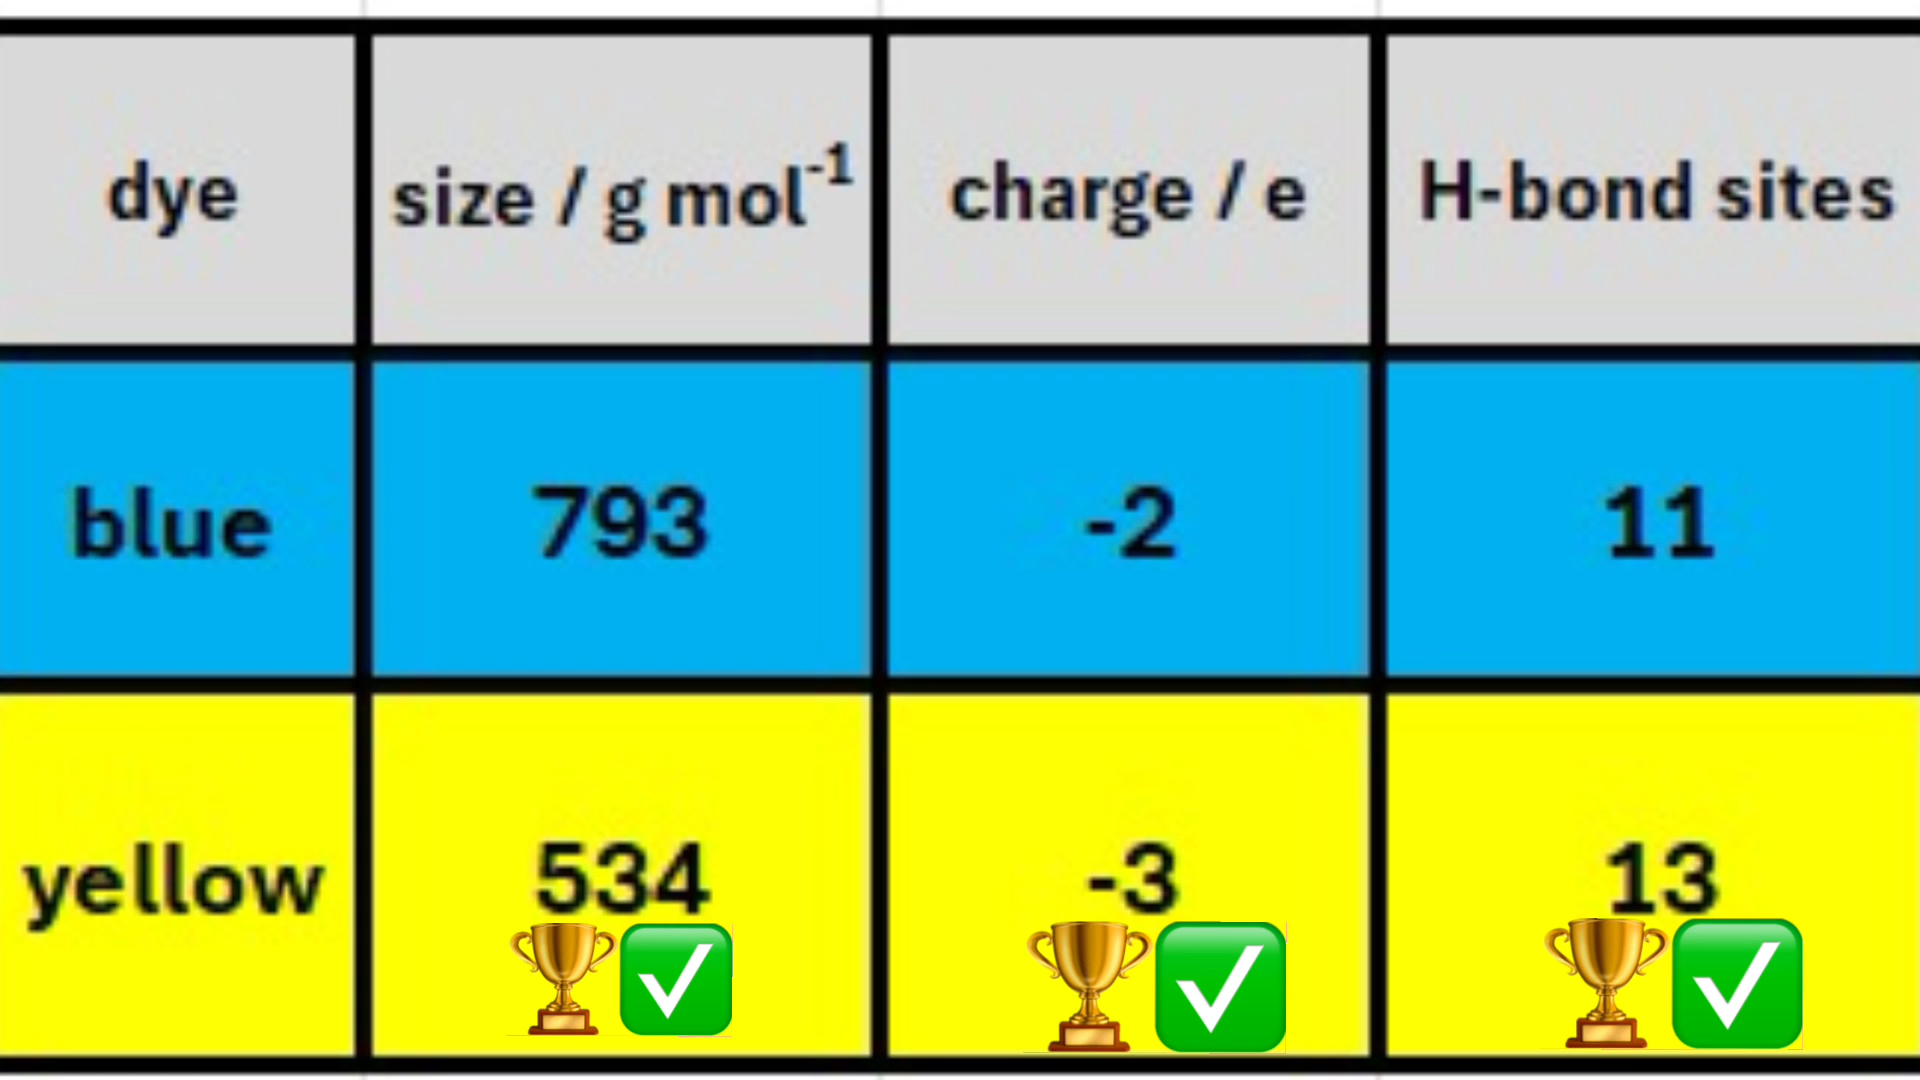 dye size / g mol⁻¹ charge / e H-bond sites
blue 793 -2 11
yellow 534 -3 13